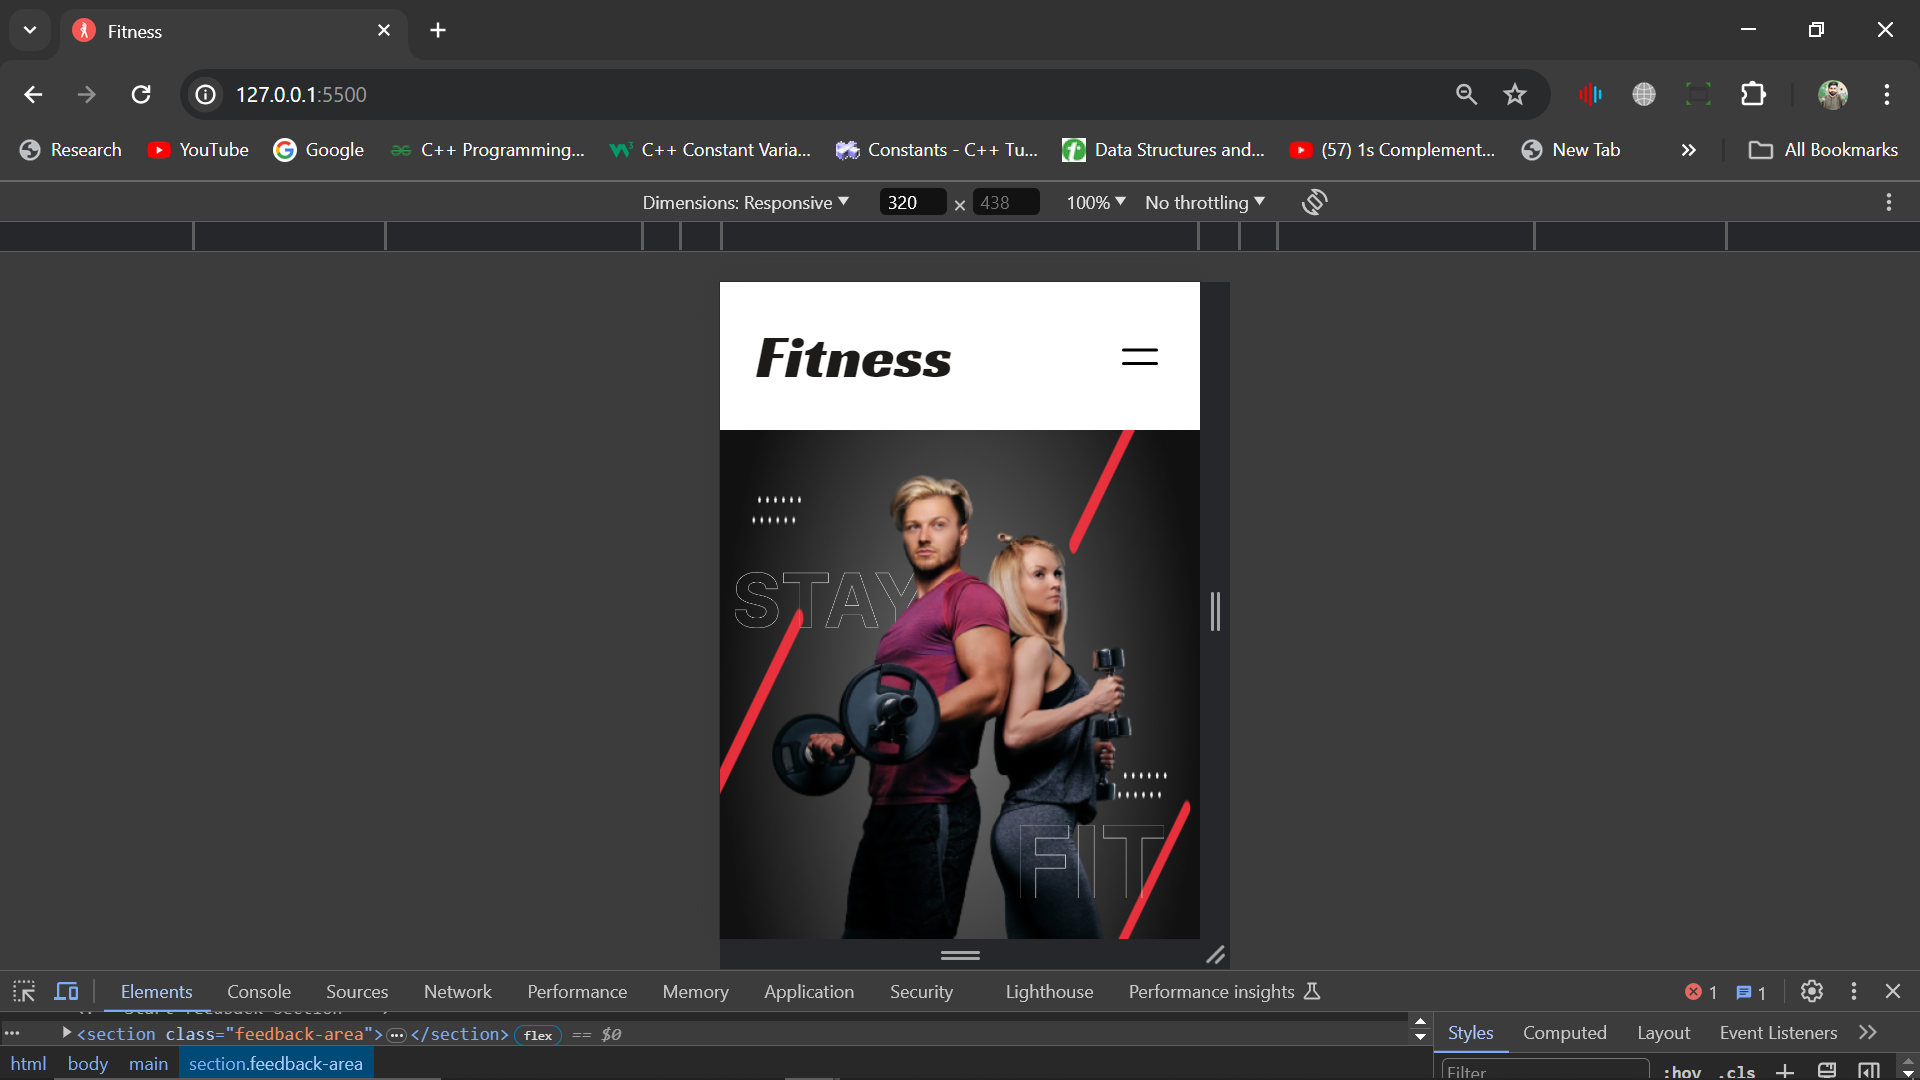 Fitness
127.0.0.1:5500
Research YouTube Google C++ Programming... C++ Constant Varia... Constants - C++ Tu... Data Structures and... (57) 1s Complement... New Tab » All Bookmarks
Dimensions: Responsive 320 × 438 100% No throttling
Fitness
STAY
FIT
Elements Console Sources Network Performance Memory Application Security Lighthouse Performance insights 1 1
<section class="feedback-area"> … </section> flex == $0
Styles Computed Layout Event Listeners
html body main section.feedback-area
Filter :hov .cls